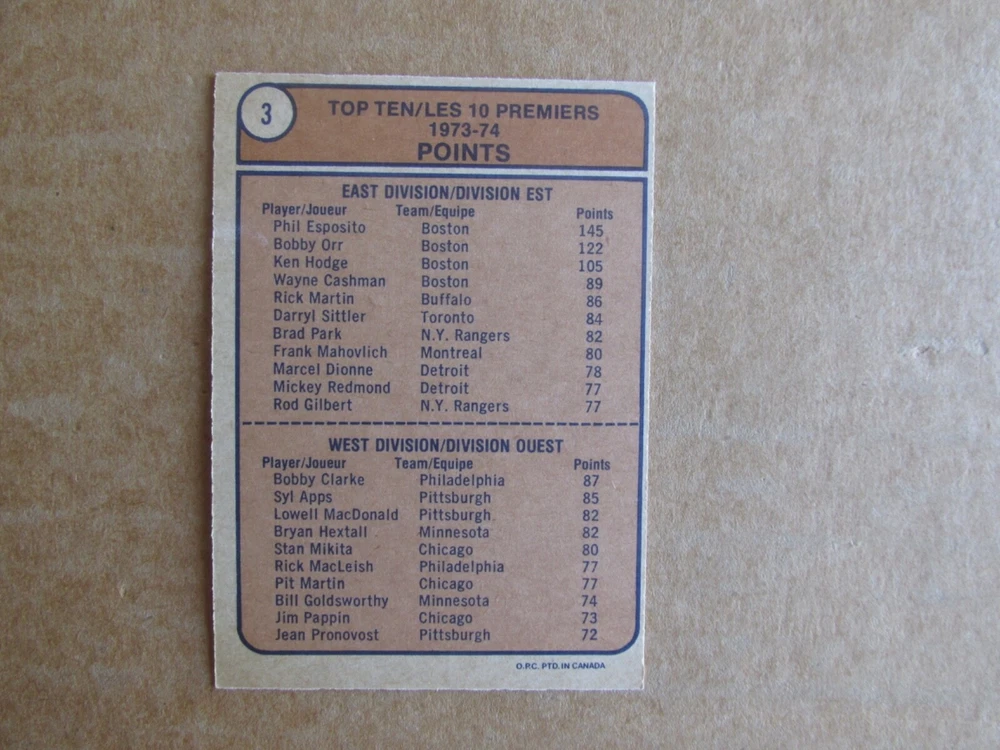 3
TOP TEN/LES 10 PREMIERS
1973-74
POINTS
EAST DIVISION/DIVISION EST
Player/Joueur Team/Equipe Points
Phil Esposito Boston 145
Bobby Orr Boston 122
Ken Hodge Boston 105
Wayne Cashman Boston 89
Rick Martin Buffalo 86
Darryl Sittler Toronto 84
Brad Park N.Y. Rangers 82
Frank Mahovlich Montreal 80
Marcel Dionne Detroit 78
Mickey Redmond Detroit 77
Rod Gilbert N.Y. Rangers 77
WEST DIVISION/DIVISION OUEST
Player/Joueur Team/Equipe Points
Bobby Clarke Philadelphia 87
Syl Apps Pittsburgh 85
Lowell MacDonald Pittsburgh 82
Bryan Hextall Minnesota 82
Stan Mikita Chicago 80
Rick MacLeish Philadelphia 77
Pit Martin Chicago 77
Bill Goldsworthy Minnesota 74
Jim Pappin Chicago 73
Jean Pronovost Pittsburgh 72
O.P.C. PTD. IN CANADA